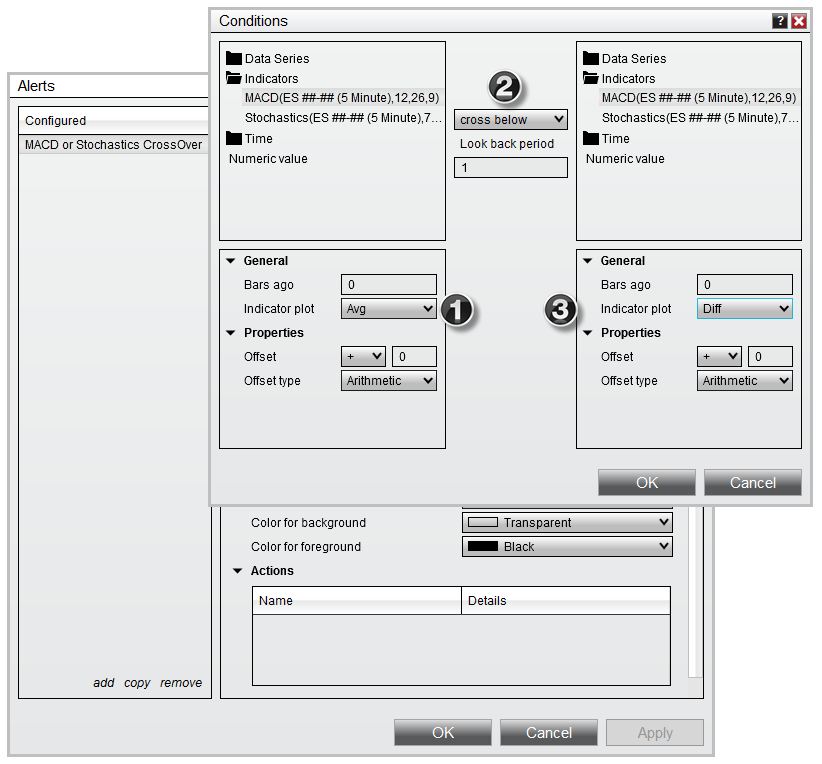 Conditions
?
Data Series
Indicators
MACD(ES ##-## (5 Minute),12,26,9)
Stochastics(ES ##-## (5 Minute),7...
Time
Numeric value
2
cross below
Look back period
1
Data Series
Indicators
MACD(ES ##-## (5 Minute),12,26,9)
Stochastics(ES ##-## (5 Minute),7...
Time
Numeric value
General
Bars ago 0
Indicator plot Avg
1
Properties
Offset + 0
Offset type Arithmetic
3
General
Bars ago 0
Indicator plot Diff
Properties
Offset + 0
Offset type Arithmetic
OK Cancel
Alerts
Configured
MACD or Stochastics CrossOver
add copy remove
Color for background Transparent
Color for foreground Black
Actions
Name Details
OK Cancel Apply